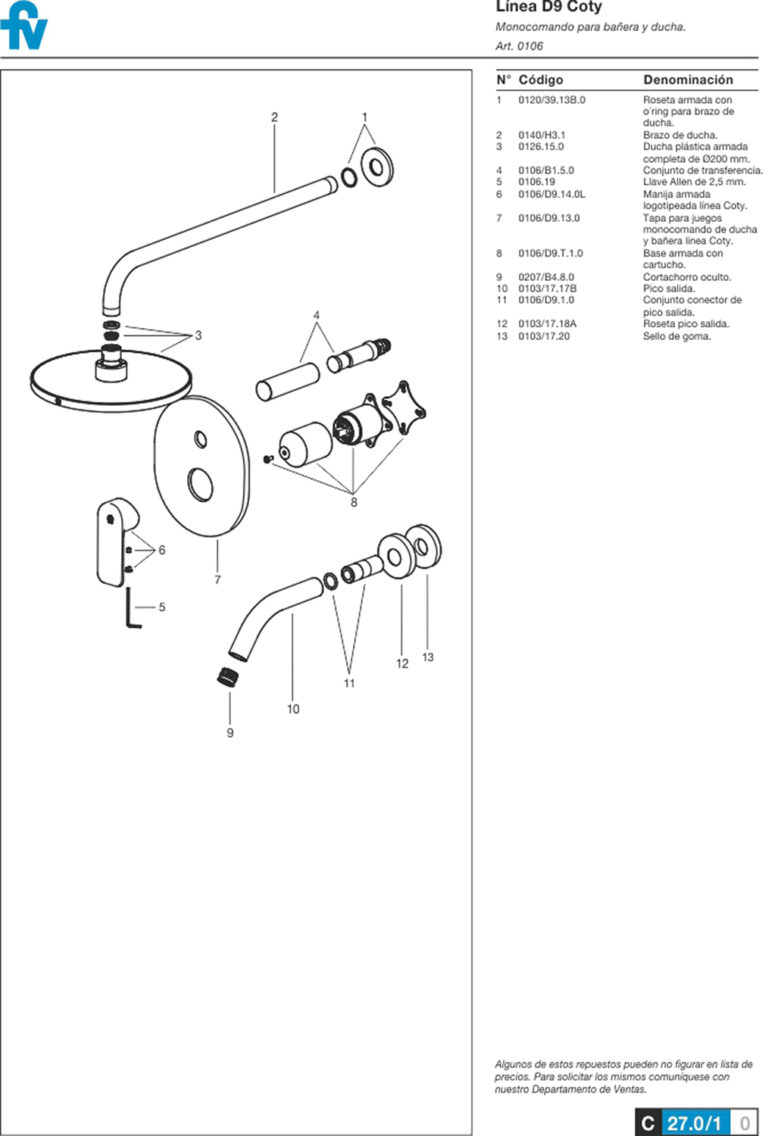 fv
Línea D9 Coty
Monocomando para bañera y ducha.
Art. 0106
N° Código Denominación
1 0120/39.13B.0 Roseta armada con
o´ring para brazo de
ducha.
2 0140/H3.1 Brazo de ducha.
3 0126.15.0 Ducha plástica armada
completa de Ø200 mm.
4 0106/B1.5.0 Conjunto de transferencia.
5 0106.19 Llave Allen de 2,5 mm.
6 0106/D9.14.0L Manija armada
logotipeada línea Coty.
7 0106/D9.13.0 Tapa para juegos
monocomando de ducha
y bañera línea Coty.
8 0106/D9.T.1.0 Base armada con
cartucho.
9 0207/B4.8.0 Cortachorro oculto.
10 0103/17.17B Pico salida.
11 0106/D9.1.0 Conjunto conector de
pico salida.
12 0103/17.18A Roseta pico salida.
13 0103/17.20 Sello de goma.
2
1
3
4
8
6
7
5
13
12
11
10
9
Algunos de estos repuestos pueden no figurar en lista de
precios. Para solicitar los mismos comuníquese con
nuestro Departamento de Ventas.
C 27.0/1 0